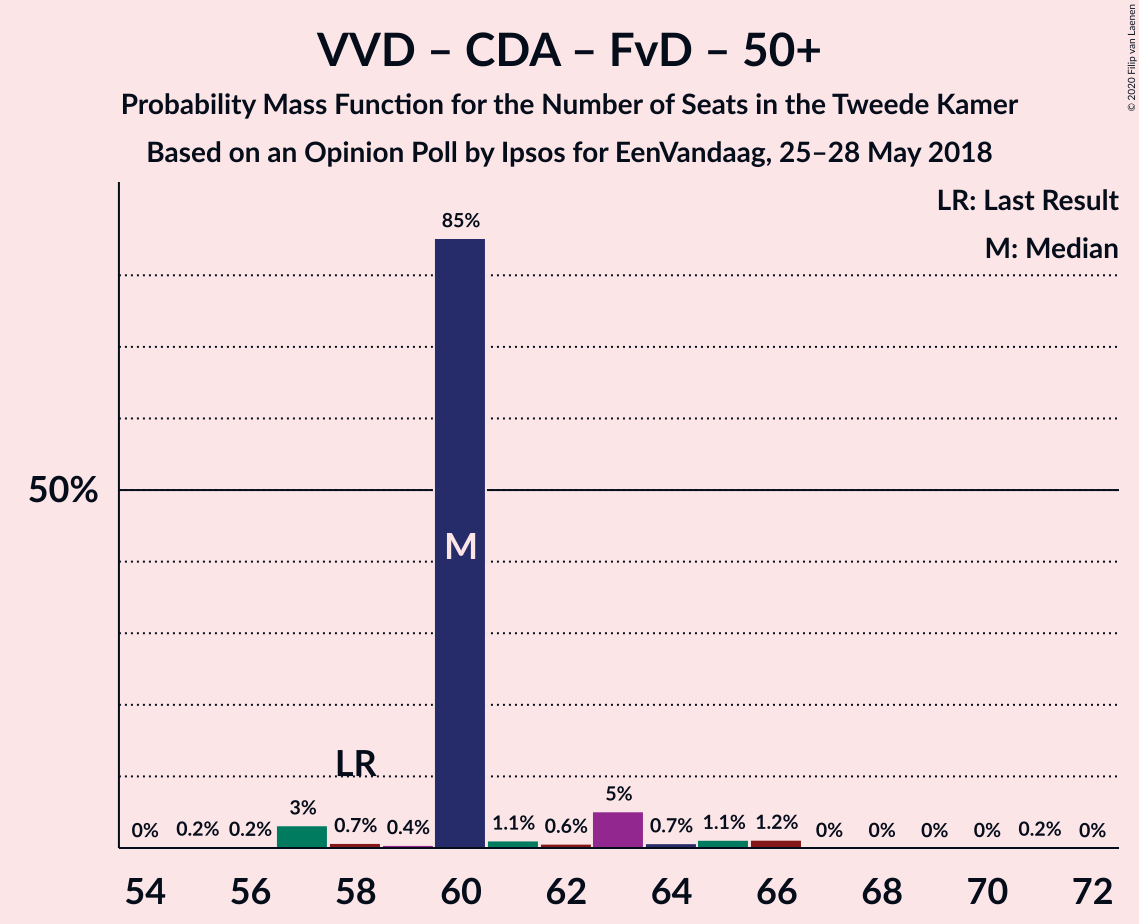 VVD – CDA – FvD – 50+
Probability Mass Function for the Number of Seats in the Tweede Kamer
Based on an Opinion Poll by Ipsos for EenVandaag, 25–28 May 2018
© 2020 Filip van Laenen
LR: Last Result
M: Median
85%
50%
M
LR
0% 0.2% 0.2% 3% 0.7% 0.4% 1.1% 0.6% 5% 0.7% 1.1% 1.2% 0% 0% 0% 0% 0.2% 0%
54 56 58 60 62 64 66 68 70 72